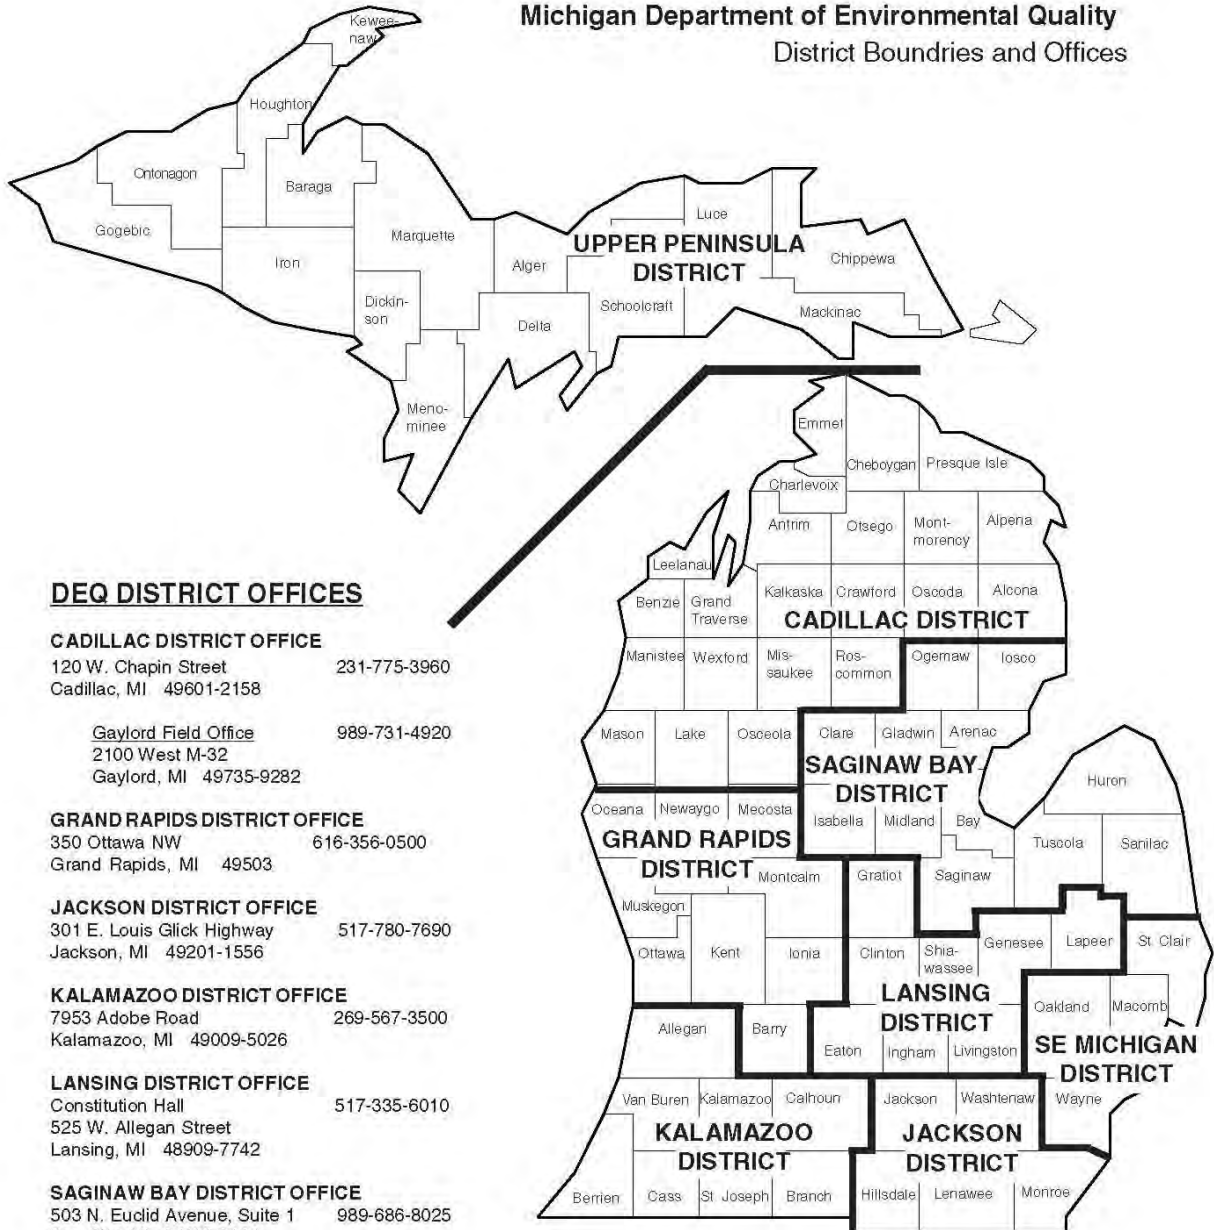 Michigan Department of Environmental Quality
District Boundries and Offices
Kewee-
naw
Houghton
Ontonagon
Baraga
Gogebic
Iron
Marquette
Luce
UPPER PENINSULA
DISTRICT
Alger
Chippewa
Dickin-
son
Delta
Schoolcraft
Mackinac
Meno-
minee
Emmet
Cheboygan
Presque Isle
Charlevoix
Antrim
Otsego
Mont-
morency
Alpena
Leelanau
Benzie
Grand
Traverse
Kalkaska
Crawford
Oscoda
Alcona
CADILLAC DISTRICT
Manistee
Wexford
Mis-
saukee
Ros-
common
Ogemaw
Iosco
Mason
Lake
Osceola
Clare
Gladwin
Arenac
SAGINAW BAY
DISTRICT
Huron
Oceana
Newaygo
Mecosta
Isabella
Midland
Bay
Tuscola
Sanilac
GRAND RAPIDS
DISTRICT
Montcalm
Gratiot
Saginaw
Muskegon
Ottawa
Kent
Ionia
Clinton
Shia-
wassee
Genesee
Lapeer
St. Clair
LANSING
DISTRICT
Oakland
Macomb
Allegan
Barry
Eaton
Ingham
Livingston
SE MICHIGAN
DISTRICT
Van Buren
Kalamazoo
Calhoun
Jackson
Washtenaw
Wayne
KALAMAZOO
DISTRICT
JACKSON
DISTRICT
Berrien
Cass
St Joseph
Branch
Hillsdale
Lenawee
Monroe
DEQ DISTRICT OFFICES
CADILLAC DISTRICT OFFICE
120 W. Chapin Street 231-775-3960
Cadillac, MI 49601-2158
Gaylord Field Office 989-731-4920
2100 West M-32
Gaylord, MI 49735-9282
GRAND RAPIDS DISTRICT OFFICE
350 Ottawa NW 616-356-0500
Grand Rapids, MI 49503
JACKSON DISTRICT OFFICE
301 E. Louis Glick Highway 517-780-7690
Jackson, MI 49201-1556
KALAMAZOO DISTRICT OFFICE
7953 Adobe Road 269-567-3500
Kalamazoo, MI 49009-5026
LANSING DISTRICT OFFICE
Constitution Hall 517-335-6010
525 W. Allegan Street
Lansing, MI 48909-7742
SAGINAW BAY DISTRICT OFFICE
503 N. Euclid Avenue, Suite 1 989-686-8025